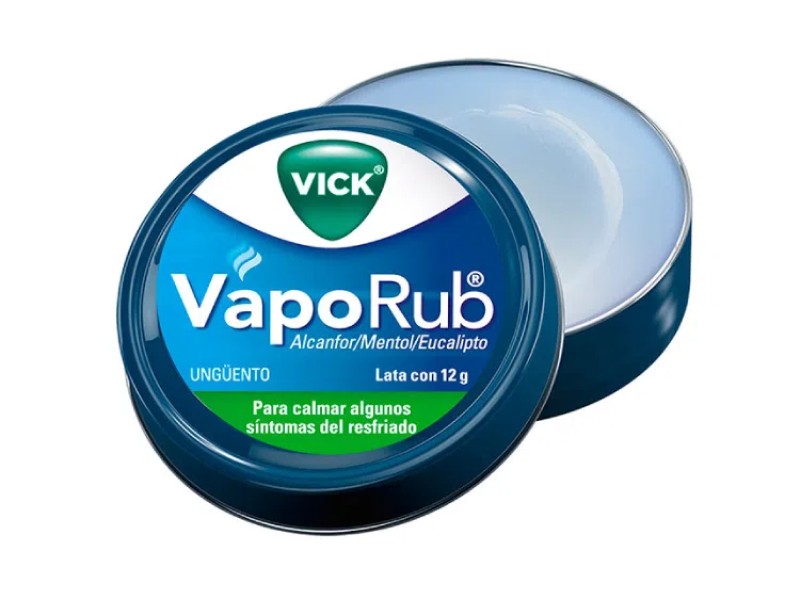 VICK®
VapoRub®
Alcanfor/Mentol/Eucalipto
UNGÜENTO Lata con 12 g
Para calmar algunos
síntomas del resfriado